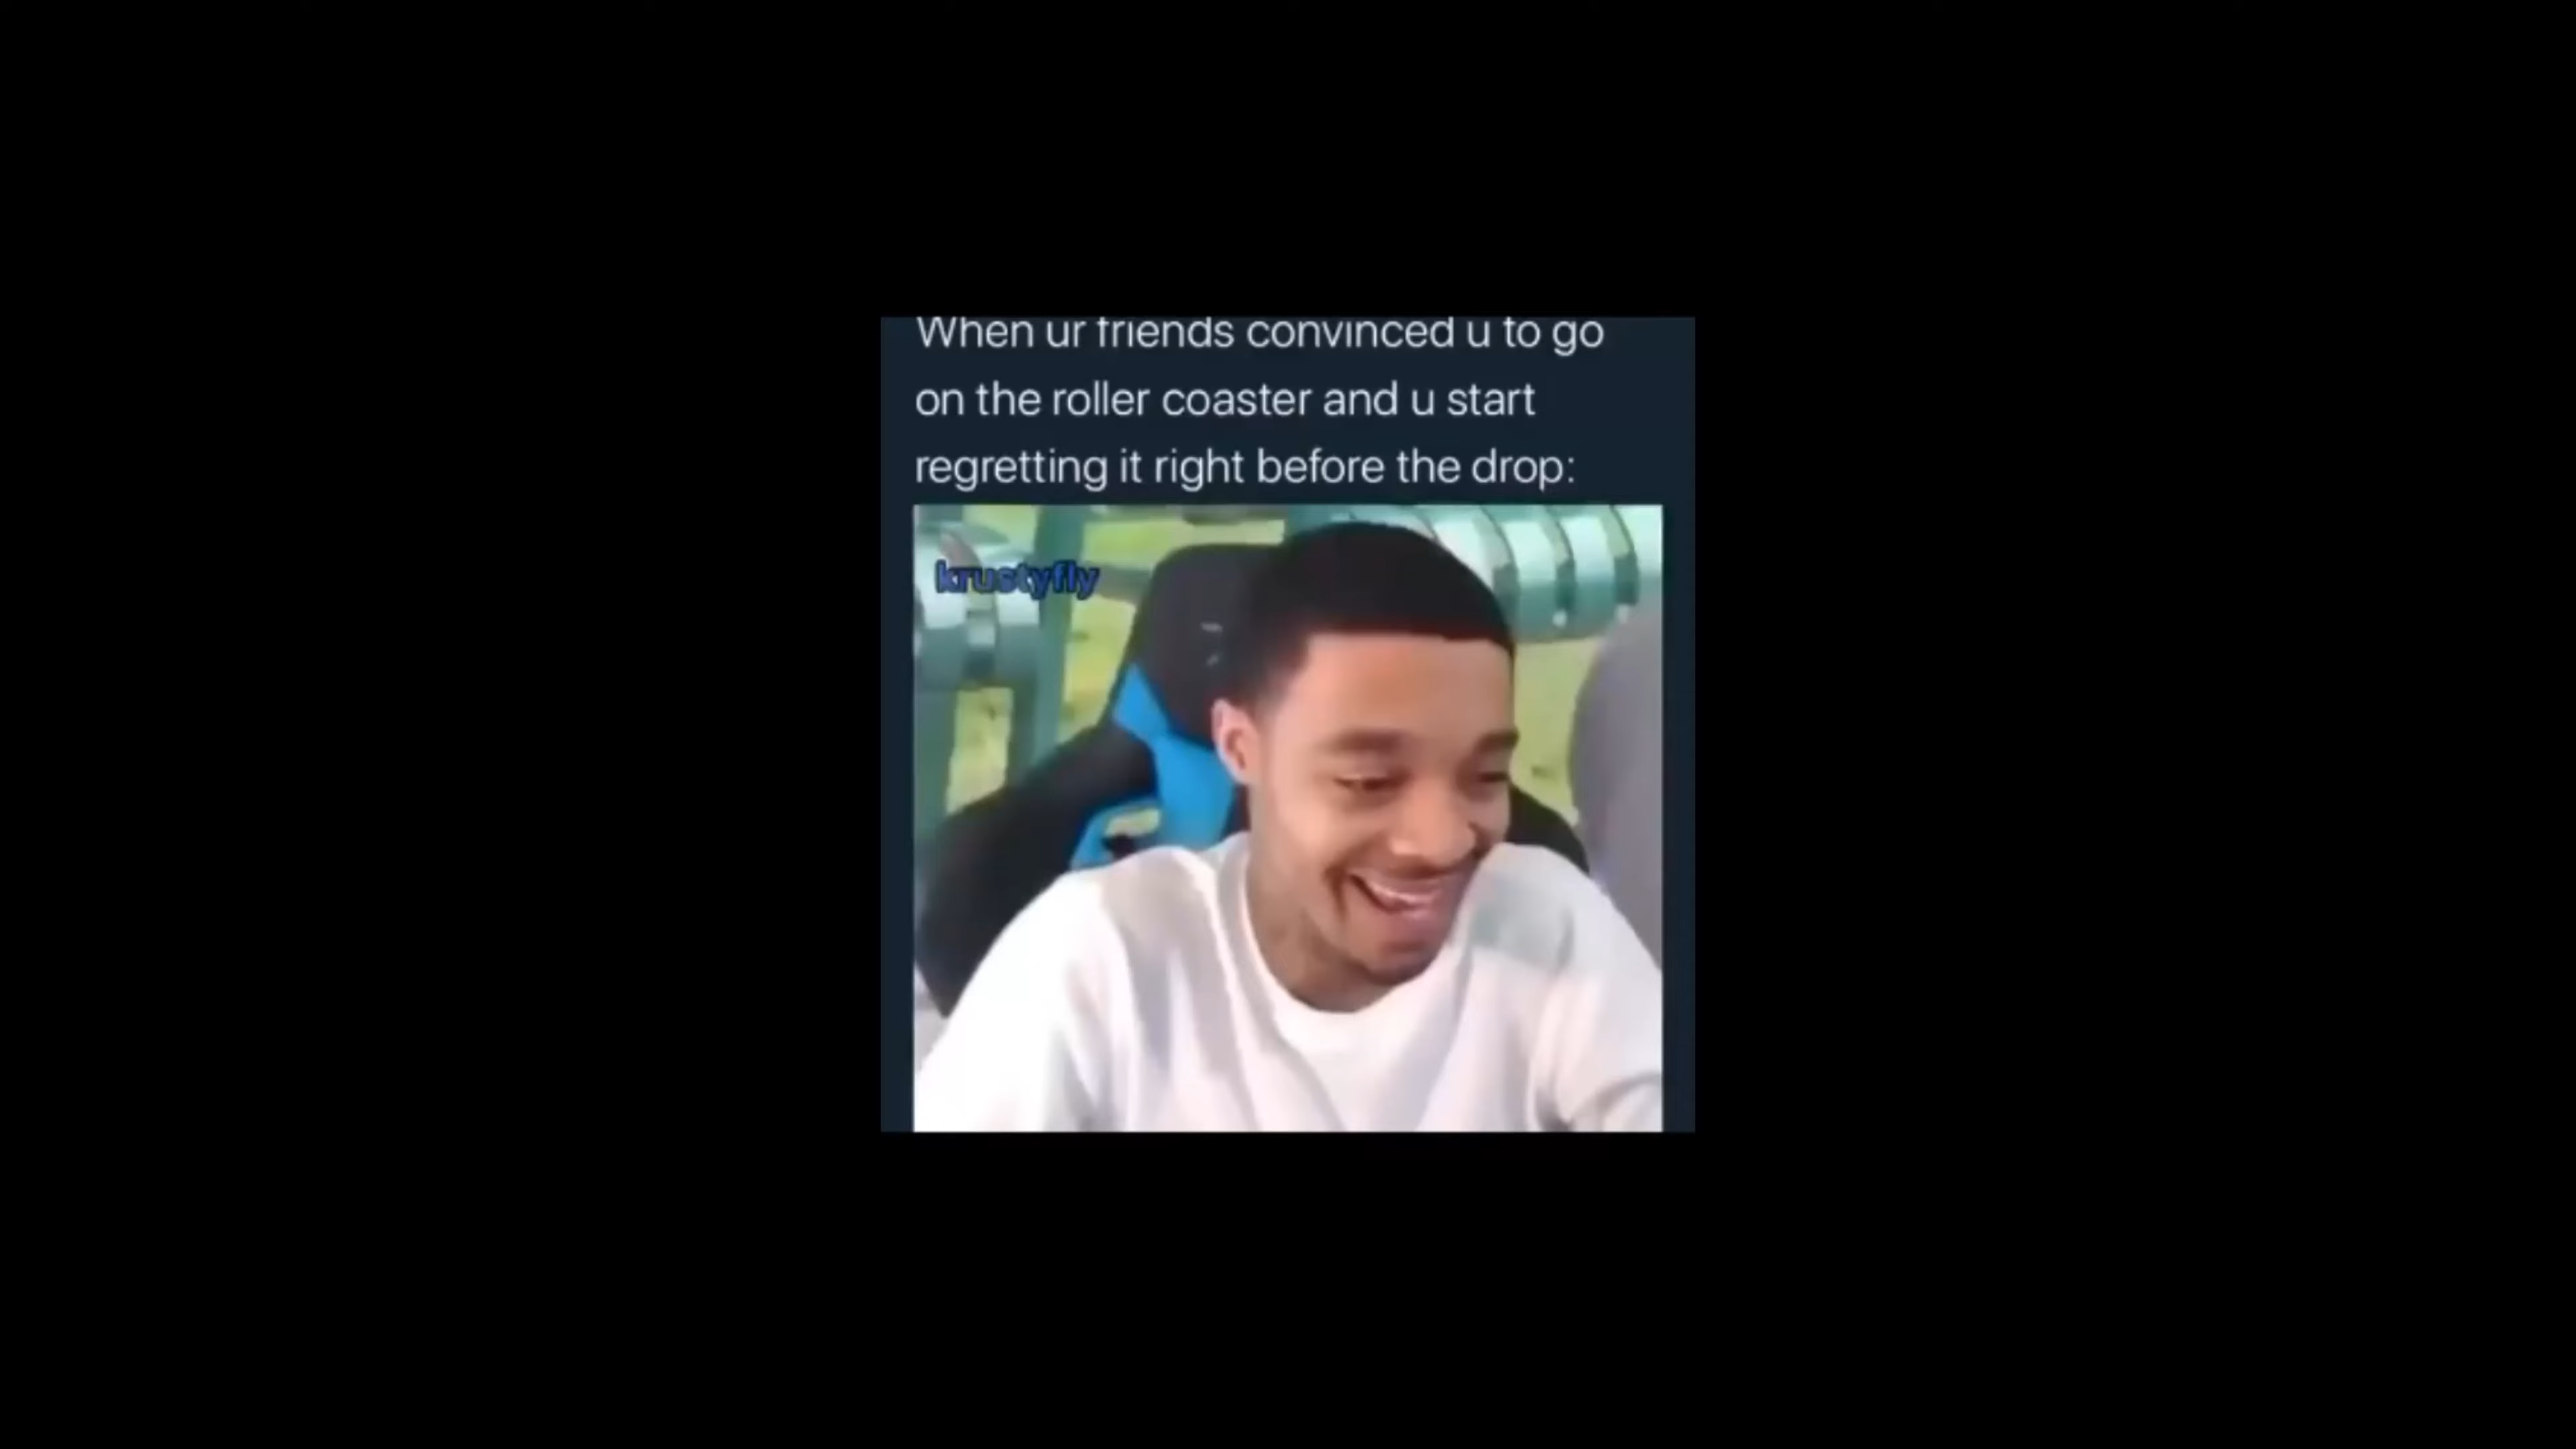 When ur friends convinced u to go
on the roller coaster and u start
regretting it right before the drop:
krustyfly